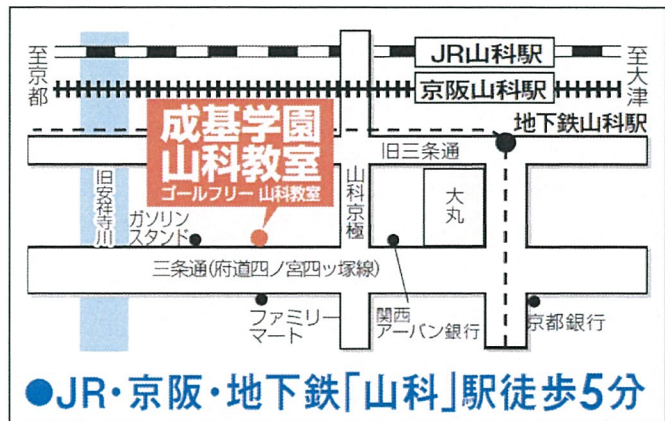 至京都
JR山科駅
京阪山科駅
至大津
地下鉄山科駅
成基学園
山科教室
ゴールフリー 山科教室
旧三条通
旧安祥寺川
ガソリン
スタンド
山科京極
大丸
三条通(府道四ノ宮四ッ塚線)
ファミリー
マート
関西
アーバン銀行
京都銀行
●JR・京阪・地下鉄「山科」駅徒歩5分